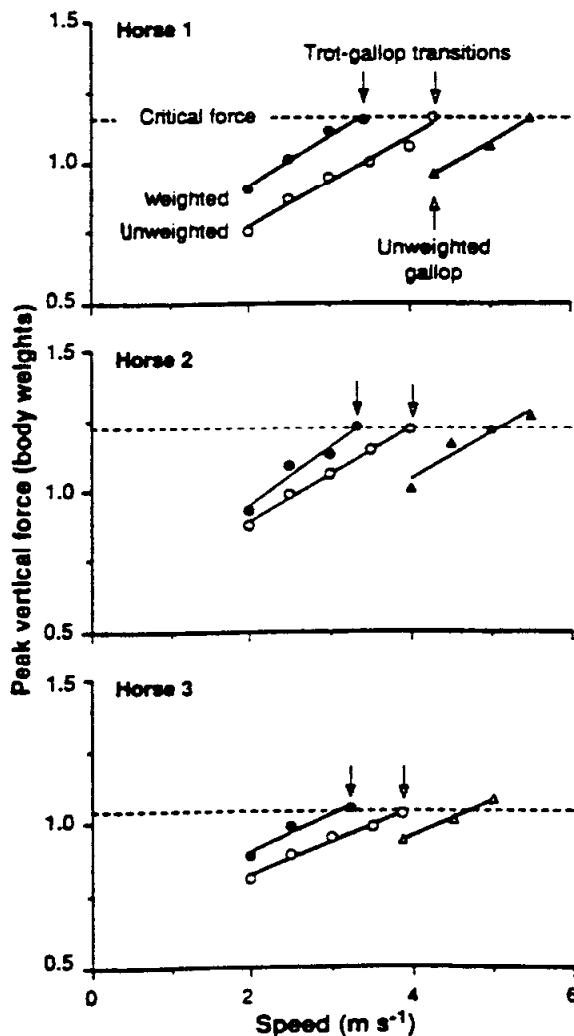 Peak vertical force (body weights)
1.5
Horse 1
Trot-gallop transitions
Critical force
1.0
Weighted
Unweighted
Unweighted
gallop
0.5
1.5
Horse 2
1.0
0.5
1.5
Horse 3
1.0
0.5
0
2
4
6
Speed (m s⁻¹)